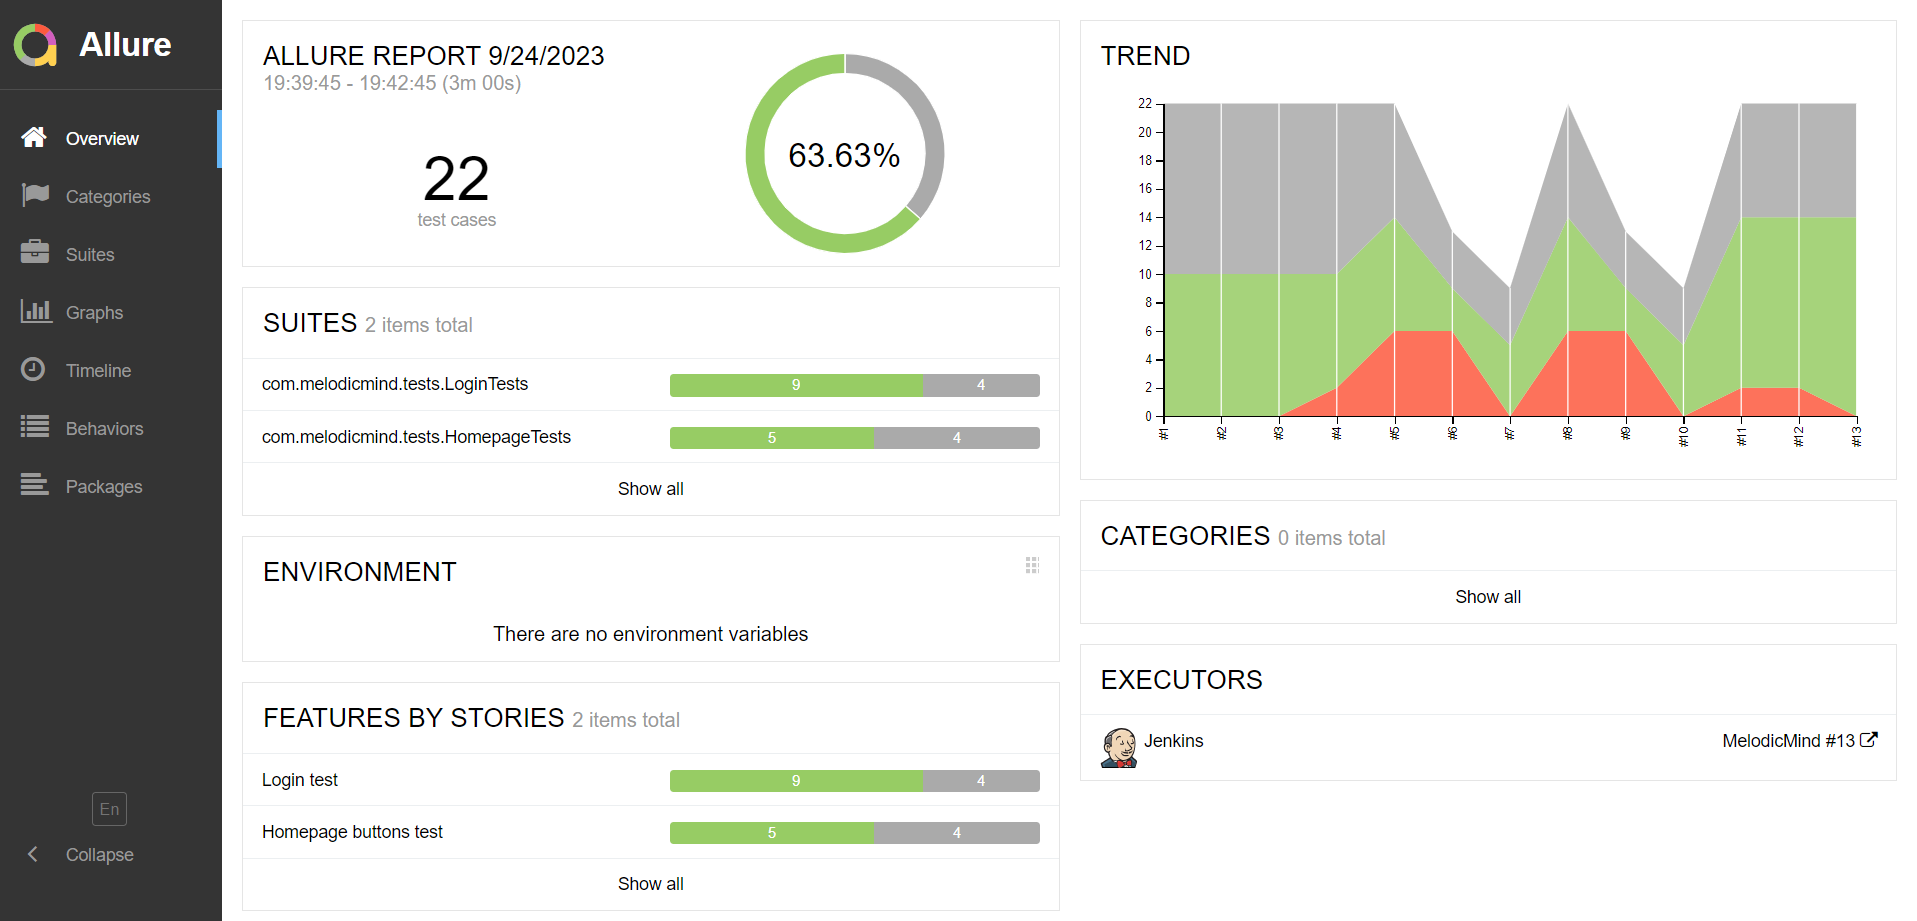 Allure
Overview
Categories
Suites
Graphs
Timeline
Behaviors
Packages
En
Collapse
ALLURE REPORT 9/24/2023
19:39:45 - 19:42:45 (3m 00s)
22
test cases
63.63%
SUITES 2 items total
com.melodicmind.tests.LoginTests 9 4
com.melodicmind.tests.HomepageTests 5 4
Show all
ENVIRONMENT
There are no environment variables
FEATURES BY STORIES 2 items total
Login test 9 4
Homepage buttons test 5 4
Show all
TREND
22
20
18
16
14
12
10
8
6
4
2
0
#1 #2 #3 #4 #5 #6 #7 #8 #9 #10 #11 #12 #13
CATEGORIES 0 items total
Show all
EXECUTORS
Jenkins MelodicMind #13